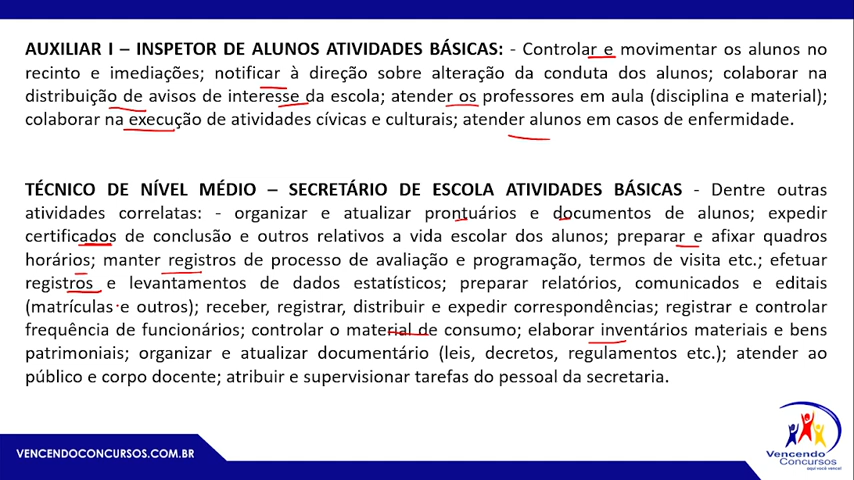 AUXILIAR I – INSPETOR DE ALUNOS ATIVIDADES BÁSICAS: - Controlar e movimentar os alunos no
recinto e imediações; notificar à direção sobre alteração da conduta dos alunos; colaborar na
distribuição de avisos de interesse da escola; atender os professores em aula (disciplina e material);
colaborar na execução de atividades cívicas e culturais; atender alunos em casos de enfermidade.
TÉCNICO DE NÍVEL MÉDIO – SECRETÁRIO DE ESCOLA ATIVIDADES BÁSICAS - Dentre outras
atividades correlatas: - organizar e atualizar prontuários e documentos de alunos; expedir
certificados de conclusão e outros relativos a vida escolar dos alunos; preparar e afixar quadros
horários; manter registros de processo de avaliação e programação, termos de visita etc.; efetuar
registros e levantamentos de dados estatísticos; preparar relatórios, comunicados e editais
(matrículas e outros); receber, registrar, distribuir e expedir correspondências; registrar e controlar
frequência de funcionários; controlar o material de consumo; elaborar inventários materiais e bens
patrimoniais; organizar e atualizar documentário (leis, decretos, regulamentos etc.); atender ao
público e corpo docente; atribuir e supervisionar tarefas do pessoal da secretaria.
VENCENDOCONCURSOS.COM.BR
Vencendo
Concursos
aqui você vence!